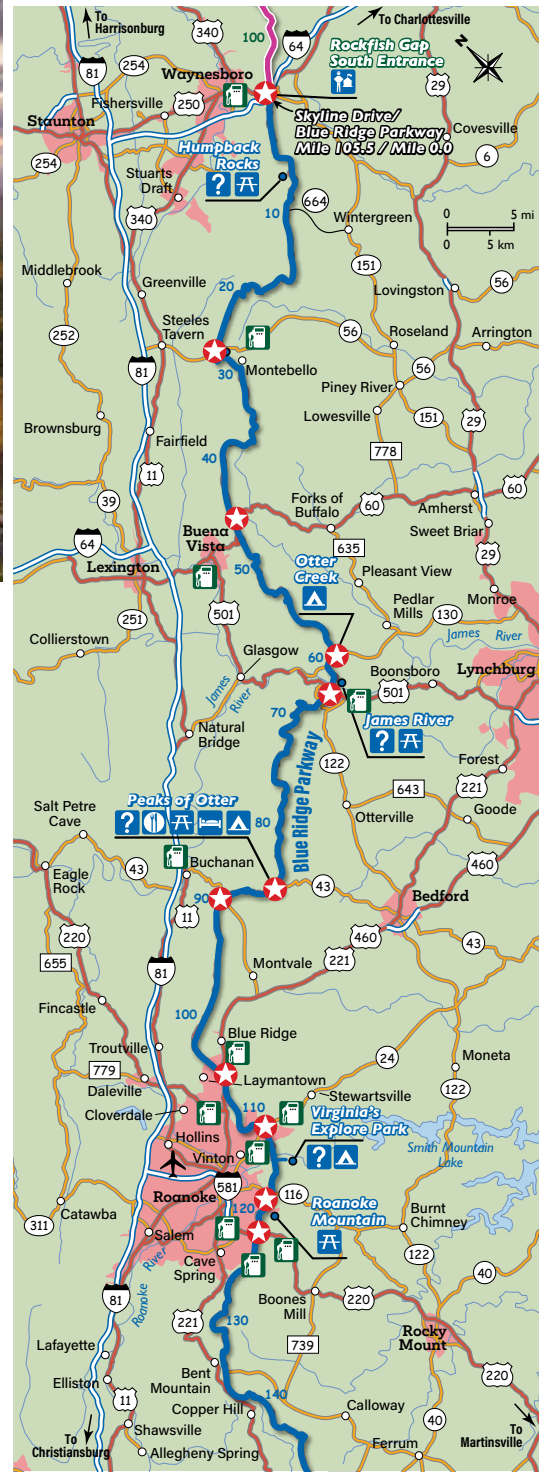 To
Harrisonburg
To Charlottesville
340
100
64
81
Rockfish Gap
South Entrance
254
Waynesboro
29
Fishersville
250
Skyline Drive/
Blue Ridge Parkway
Mile 105.5 / Mile 0.0
Staunton
Covesville
Humpback
Rocks
?
6
254
Stuarts
Draft
664
10
Wintergreen
0 5 mi
0 5 km
340
151
Middlebrook
Greenville
20
Lovingston
56
Steeles
Tavern
56
Roseland
Arrington
252
30
Montebello
81
Piney River
56
Lowesville
151
Brownsburg
Fairfield
29
11
40
778
39
Forks of
Buffalo
60
Amherst
60
64
Buena
Vista
Sweet Briar
635
Otter
Creek
Lexington
50
Pleasant View
29
251
501
Pedlar
Mills
130
Monroe
James River
Collierstown
Glasgow
60
Boonsboro
Lynchburg
James
River
501
70
James River
?
Natural
Bridge
122
Forest
Blue Ridge Parkway
643
221
Peaks of Otter
?
Otterville
Goode
80
Salt Petre
Cave
460
Buchanan
Eagle
Rock
43
43
90
11
Bedford
220
460
43
221
655
81
Montvale
Fincastle
100
Blue Ridge
24
Troutville
Moneta
779
Laymantown
122
Daleville
Stewartsville
Cloverdale
110
Virginia's
Explore Park
?
Hollins
Smith Mountain
Lake
Vinton
581
Roanoke
116
120
Roanoke
Mountain
311
Catawba
Burnt
Chimney
Salem
122
River
Cave
Spring
40
Roanoke
81
Boones
Mill
220
221
130
Rocky
Mount
739
Lafayette
Bent
Mountain
220
Elliston
140
11
Copper Hill
Calloway
40
To
Christiansburg
Shawsville
To
Martinsville
Allegheny Spring
Ferrum